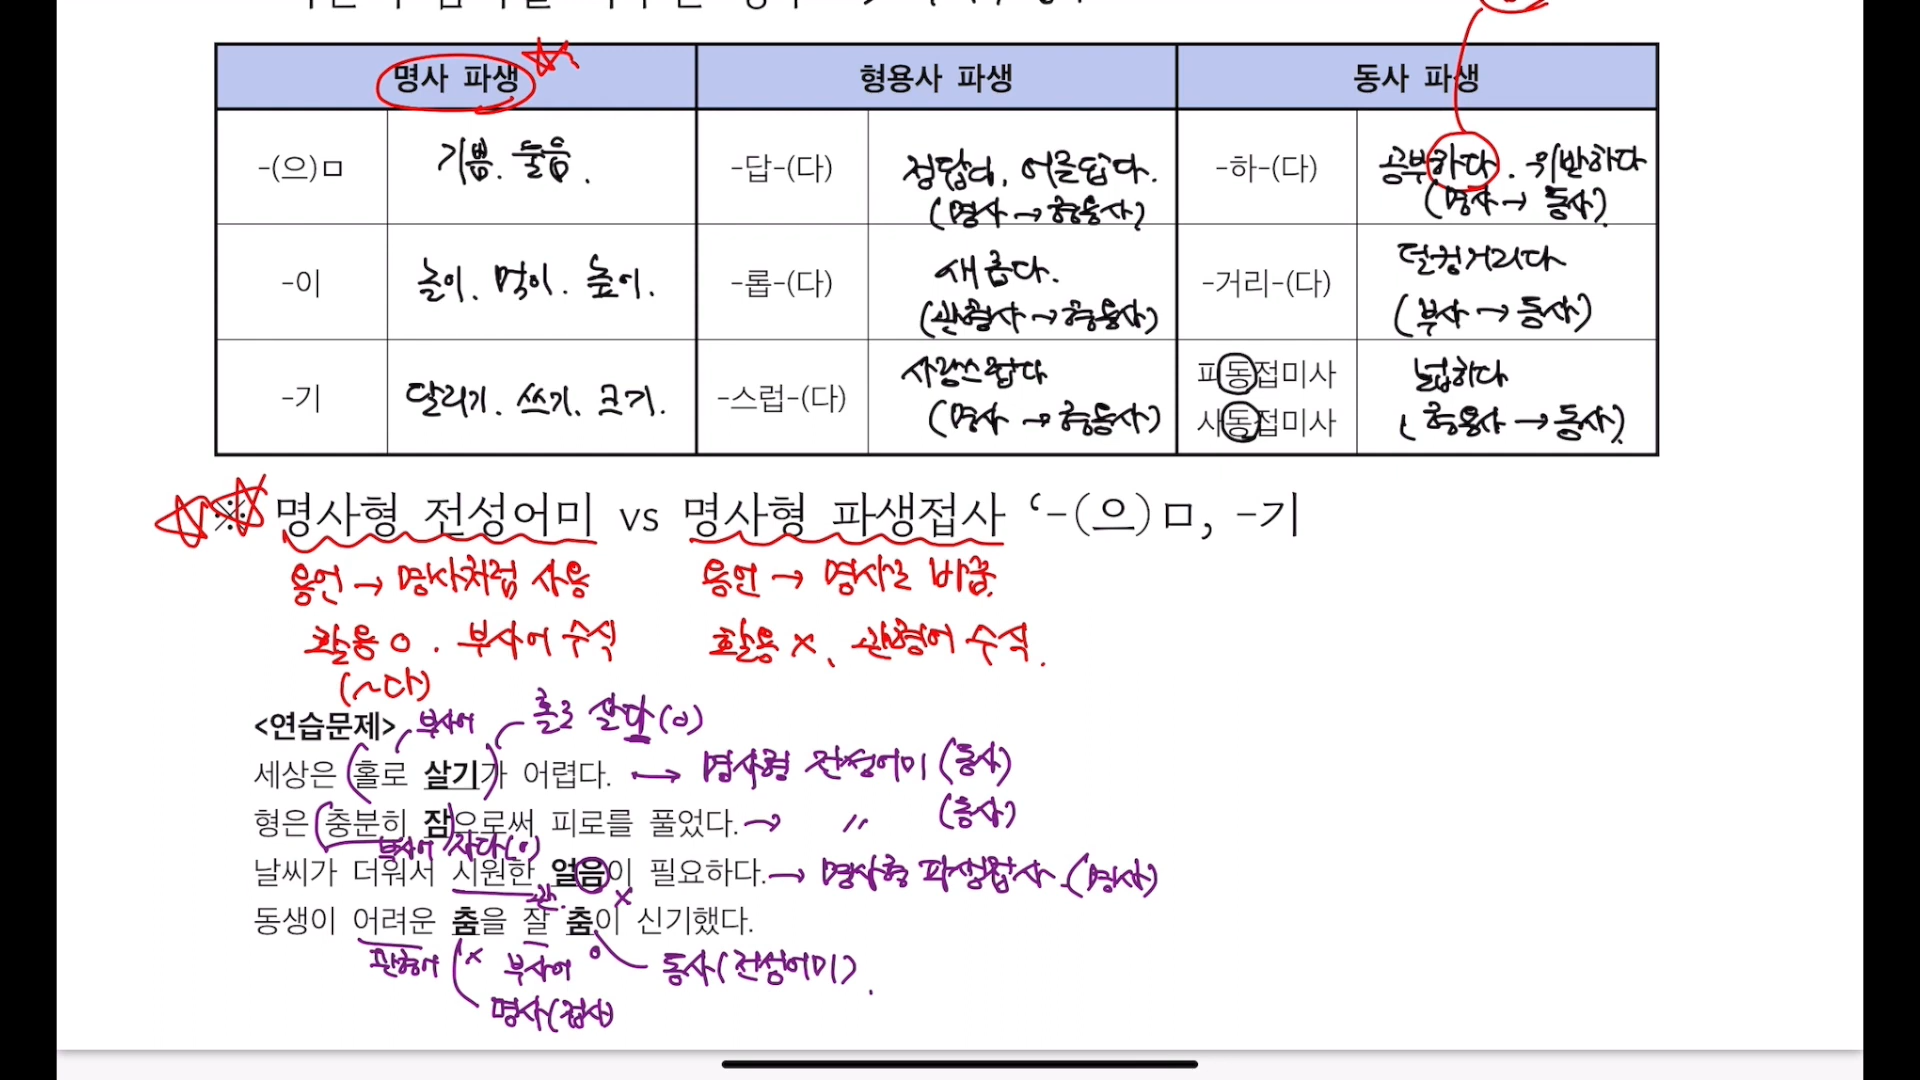 명사 파생 형용사 파생 동사 파생
-(으)ㅁ 기쁨. 물음. -답-(다) 정답다, 어른답다. (명사→형용사) -하-(다) 공부하다. 위반하다 (명사→동사).
-이 놀이. 먹이. 높이. -롭-(다) 새롭다. (관형사→형용사) -거리-(다) 덜컹거리다 (부사→동사)
-기 달리기. 쓰기. 크기. -스럽-(다) 사랑스럽다 (명사→형용사) 피동접미사 사동접미사 넓히다 (형용사→동사).
※ 명사형 전성어미 vs 명사형 파생접사 ‘-(으)ㅁ, -기
용언→명사처럼 사용 용언→명사로 바꿈.
활용 O. 부사어 수식 활용 X, 관형어 수식.
(~다)
<연습문제> 부사어 홀로 살다(O)
세상은 (홀로 살기)가 어렵다. → 명사형 전성어미 (동사)
형은 (충분히 잠)으로써 피로를 풀었다. → 〃 (동사)
부사어 자다(O)
날씨가 더워서 시원한 얼음이 필요하다. → 명사형 파생접사. (명사)
관. X
동생이 어려운 춤을 잘 춤이 신기했다.
관형어 X 부사어 O 동사(전성어미).
명사(접사)